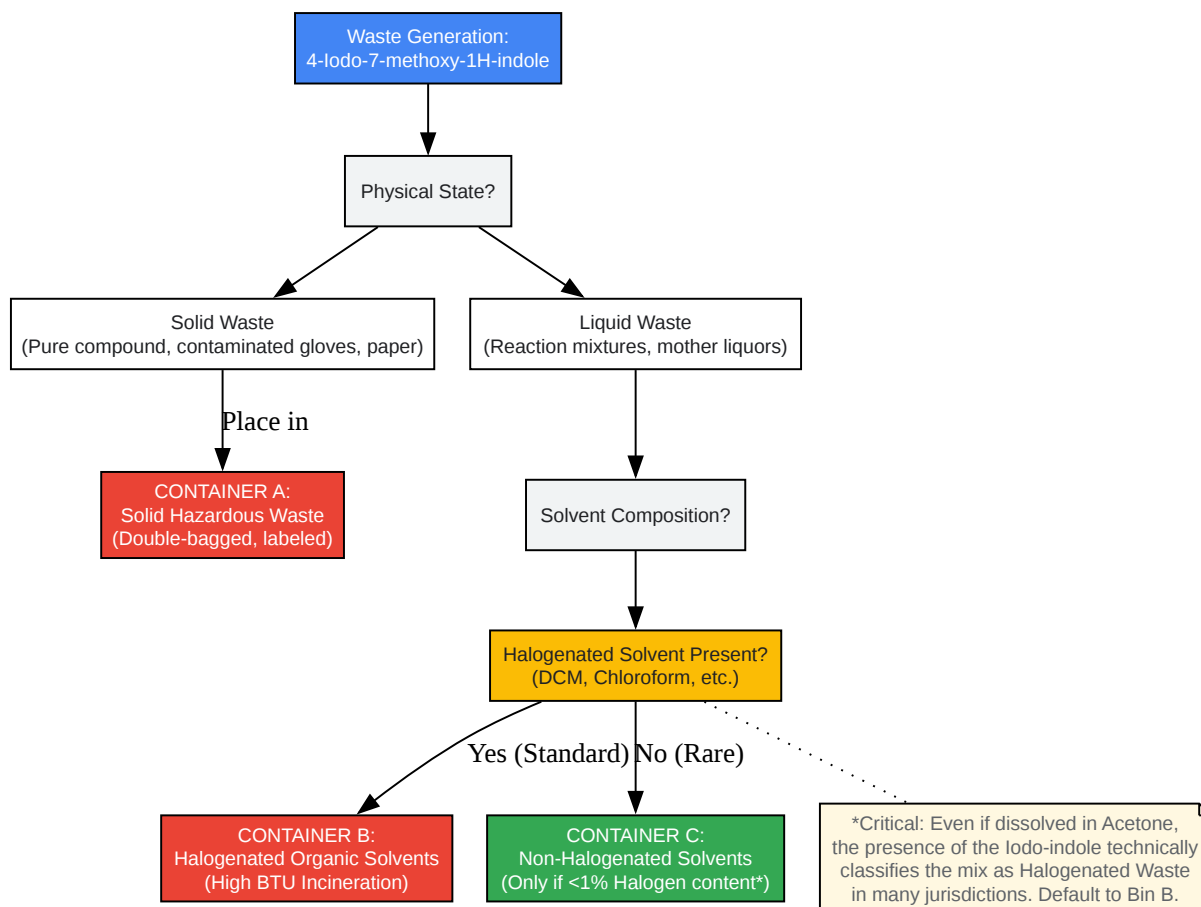 Waste Generation:
4-Iodo-7-methoxy-1H-indole
Physical State?
Solid Waste
(Pure compound, contaminated gloves, paper)
Liquid Waste
(Reaction mixtures, mother liquors)
Place in
CONTAINER A:
Solid Hazardous Waste
(Double-bagged, labeled)
Solvent Composition?
Halogenated Solvent Present?
(DCM, Chloroform, etc.)
Yes (Standard)
No (Rare)
CONTAINER B:
Halogenated Organic Solvents
(High BTU Incineration)
CONTAINER C:
Non-Halogenated Solvents
(Only if <1% Halogen content*)
*Critical: Even if dissolved in Acetone,
the presence of the Iodo-indole technically
classifies the mix as Halogenated Waste
in many jurisdictions. Default to Bin B.